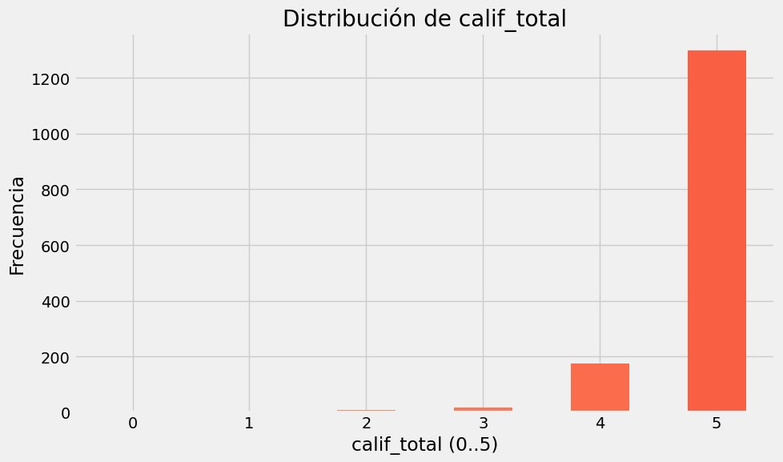 Distribución de calif_total
Frecuencia
1200
1000
800
600
400
200
0
0 1 2 3 4 5
calif_total (0..5)